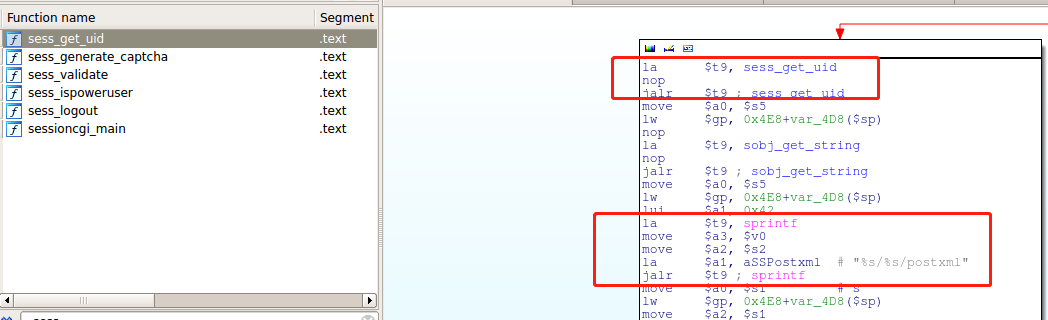 Function name Segment
sess_get_uid .text
sess_generate_captcha .text
sess_validate .text
sess_ispoweruser .text
sess_logout .text
sessioncgi_main .text
la $t9, sess_get_uid
nop
jalr $t9 ; sess_get_uid
move $a0, $s5
lw $gp, 0x4E8+var_4D8($sp)
nop
la $t9, sobj_get_string
nop
jalr $t9 ; sobj_get_string
move $a0, $s5
lw $gp, 0x4E8+var_4D8($sp)
lui $a1, 0x42
la $t9, sprintf
move $a3, $v0
move $a2, $s2
la $a1, aSSPostxml # "%s/%s/postxml"
jalr $t9 ; sprintf
move $a0, $s1 # s
lw $gp, 0x4E8+var_4D8($sp)
move $a2, $s1